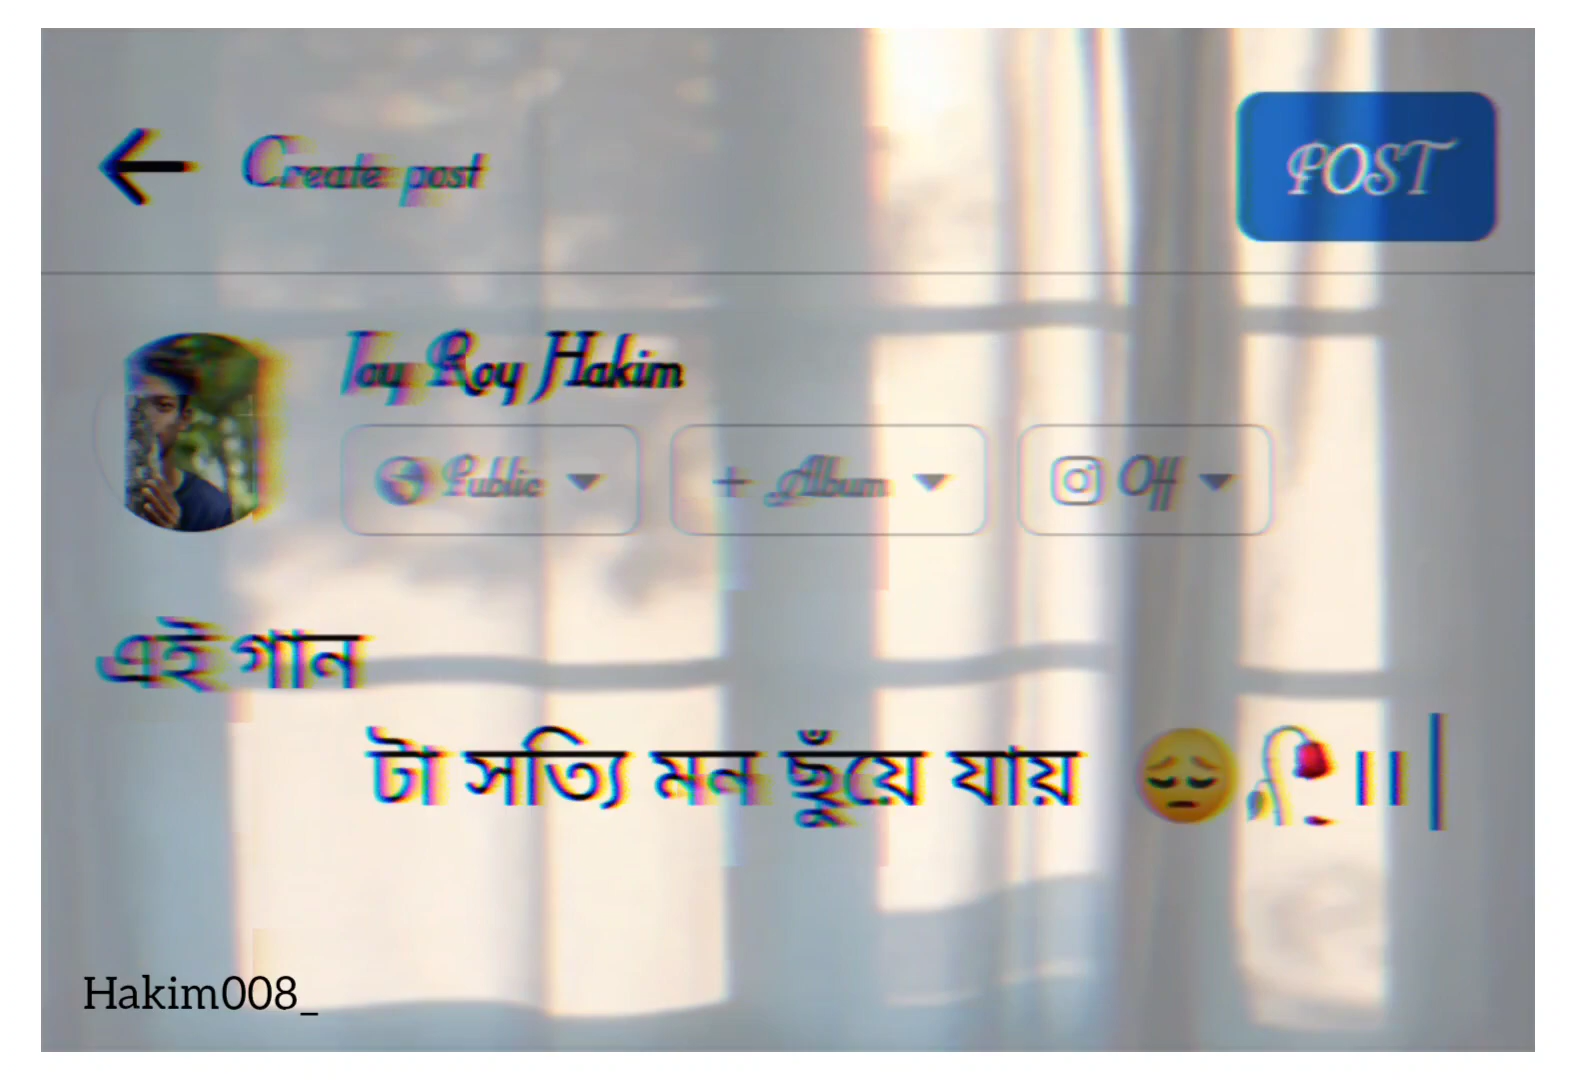 Create post
POST
Jay Roy Hakim
Public
+ Album
Off
এই গান
টা সত্যি মন ছুঁয়ে যায় 😔🥀।।
Hakim008_